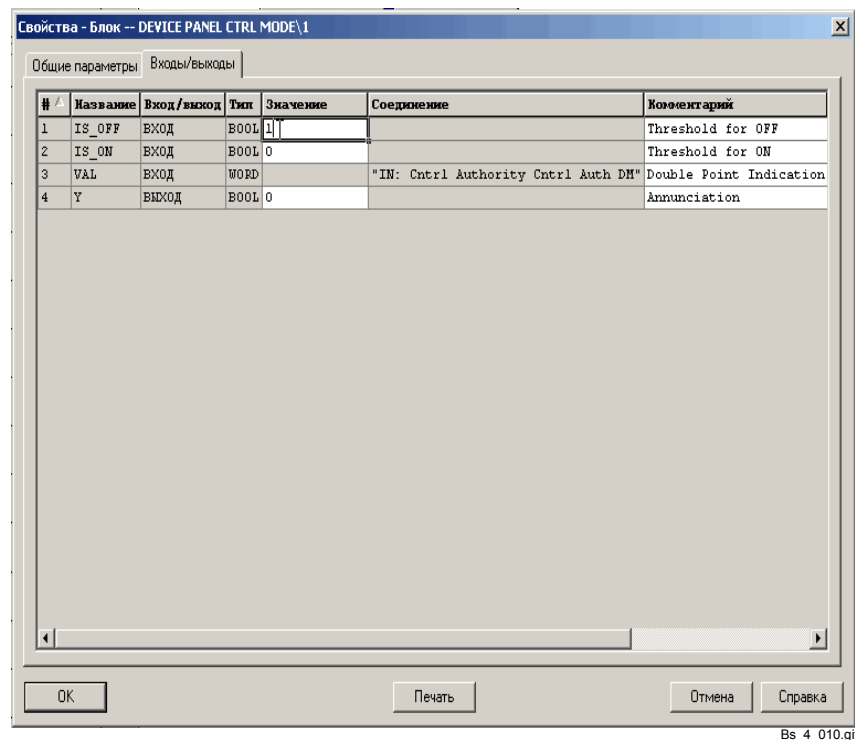 Свойства - Блок -- DEVICE PANEL CTRL MODE\1
Общие параметры Входы/выходы
# Название Вход/выход Тип Значение Соединение Комментарий
1 IS_OFF ВХОД BOOL 1 Threshold for OFF
2 IS_ON ВХОД BOOL 0 Threshold for ON
3 VAL ВХОД WORD "IN: Cntrl Authority Cntrl Auth DM" Double Point Indication
4 Y ВЫХОД BOOL 0 Annunciation
OK Печать Отмена Справка
Bs_4_010.gi